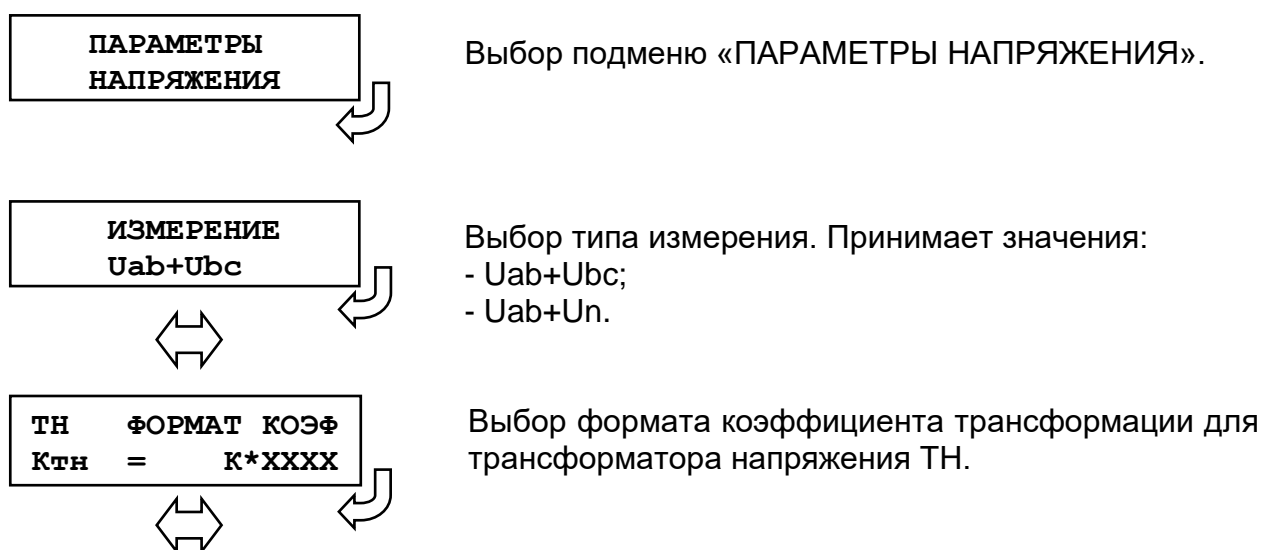 ПАРАМЕТРЫ
НАПРЯЖЕНИЯ
Выбор подменю «ПАРАМЕТРЫ НАПРЯЖЕНИЯ».
ИЗМЕРЕНИЕ
Uab+Ubc
Выбор типа измерения. Принимает значения:
- Uab+Ubc;
- Uab+Un.
ТН ФОРМАТ КОЭФ
Ктн = К*XXXX
Выбор формата коэффициента трансформации для
трансформатора напряжения ТН.